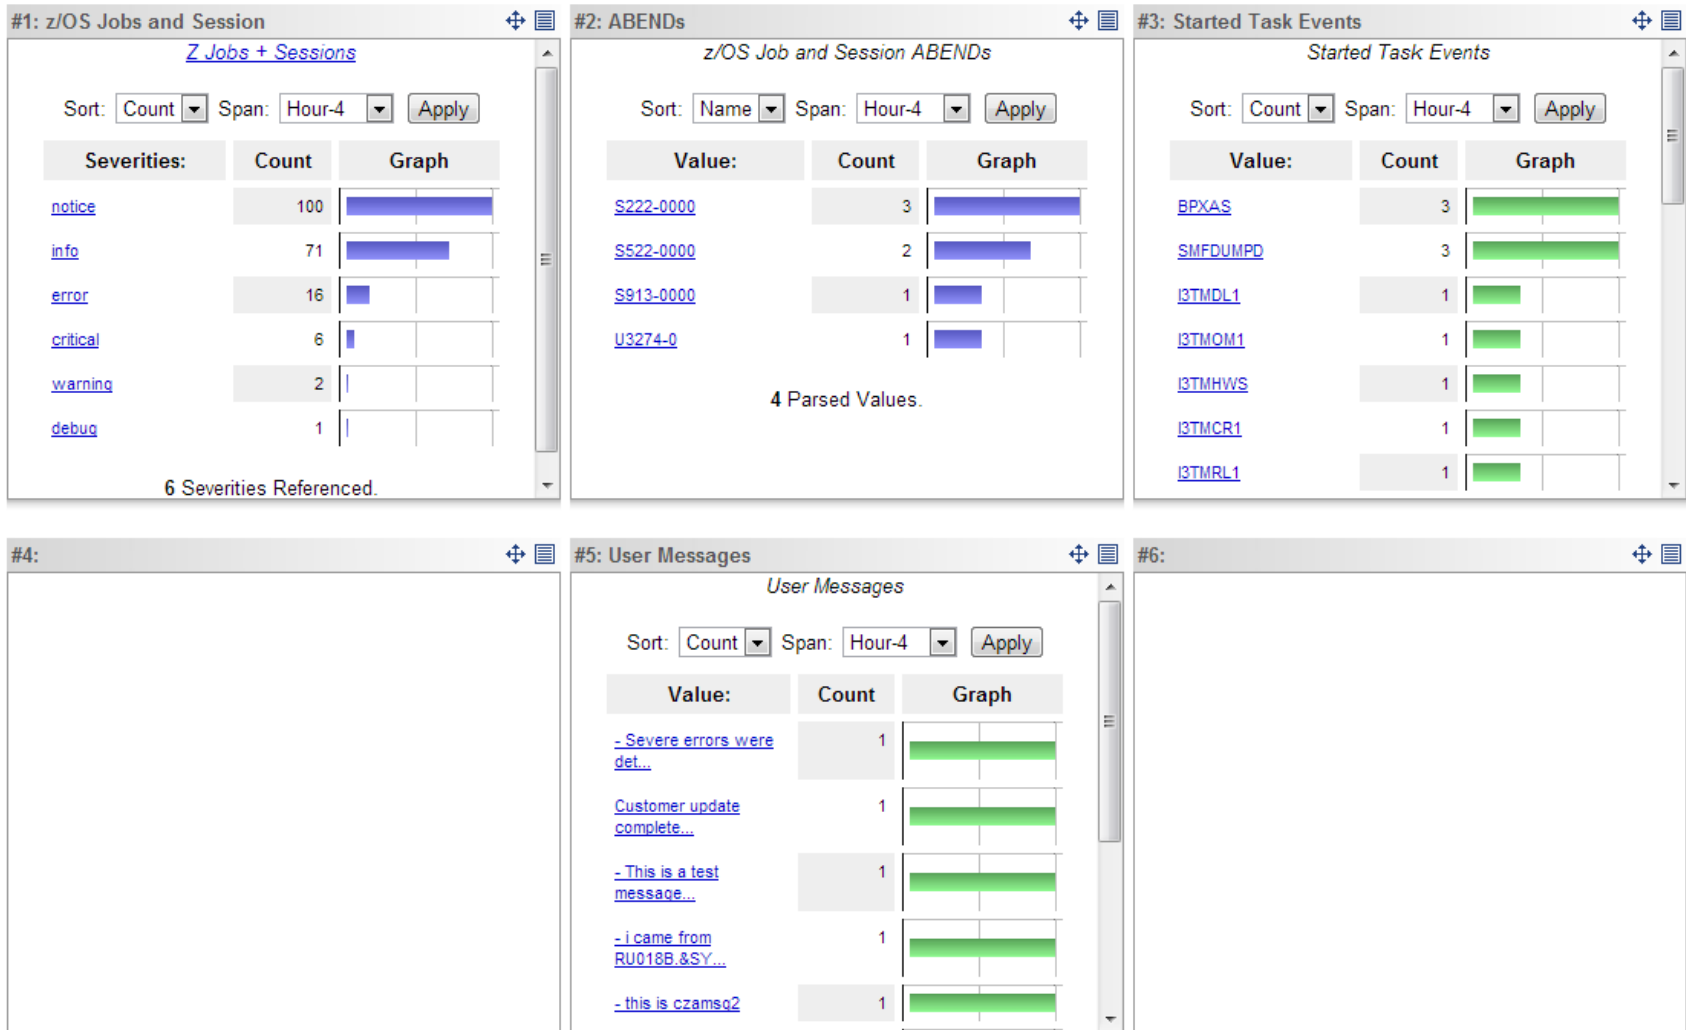 #1: z/OS Jobs and Session
Z Jobs + Sessions
Sort: Count Span: Hour-4 Apply
Severities: Count Graph
notice 100
info 71
error 16
critical 6
warning 2
debug 1
6 Severities Referenced.
#2: ABENDs
z/OS Job and Session ABENDs
Sort: Name Span: Hour-4 Apply
Value: Count Graph
S222-0000 3
S522-0000 2
S913-0000 1
U3274-0 1
4 Parsed Values.
#3: Started Task Events
Started Task Events
Sort: Count Span: Hour-4 Apply
Value: Count Graph
BPXAS 3
SMFDUMPD 3
I3TMDL1 1
I3TMOM1 1
I3TMHWS 1
I3TMCR1 1
I3TMRL1 1
#4:
#5: User Messages
User Messages
Sort: Count Span: Hour-4 Apply
Value: Count Graph
- Severe errors were 1
det...
Customer update 1
complete...
- This is a test 1
message...
- i came from 1
RU018B.&SY...
- this is czamsg2 1
#6: